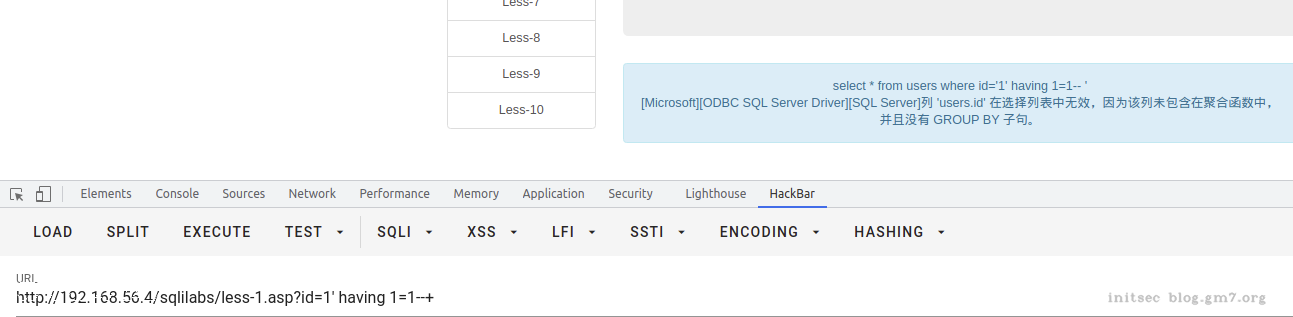 Less-7
Less-8
Less-9
Less-10
select * from users where id='1' having 1=1-- '
[Microsoft][ODBC SQL Server Driver][SQL Server]列 'users.id' 在选择列表中无效，因为该列未包含在聚合函数中，
并且没有 GROUP BY 子句。
Elements Console Sources Network Performance Memory Application Security Lighthouse HackBar
LOAD SPLIT EXECUTE TEST SQLI XSS LFI SSTI ENCODING HASHING
URL
http://192.168.56.4/sqlilabs/less-1.asp?id=1' having 1=1--+
initsec blog.gm7.org